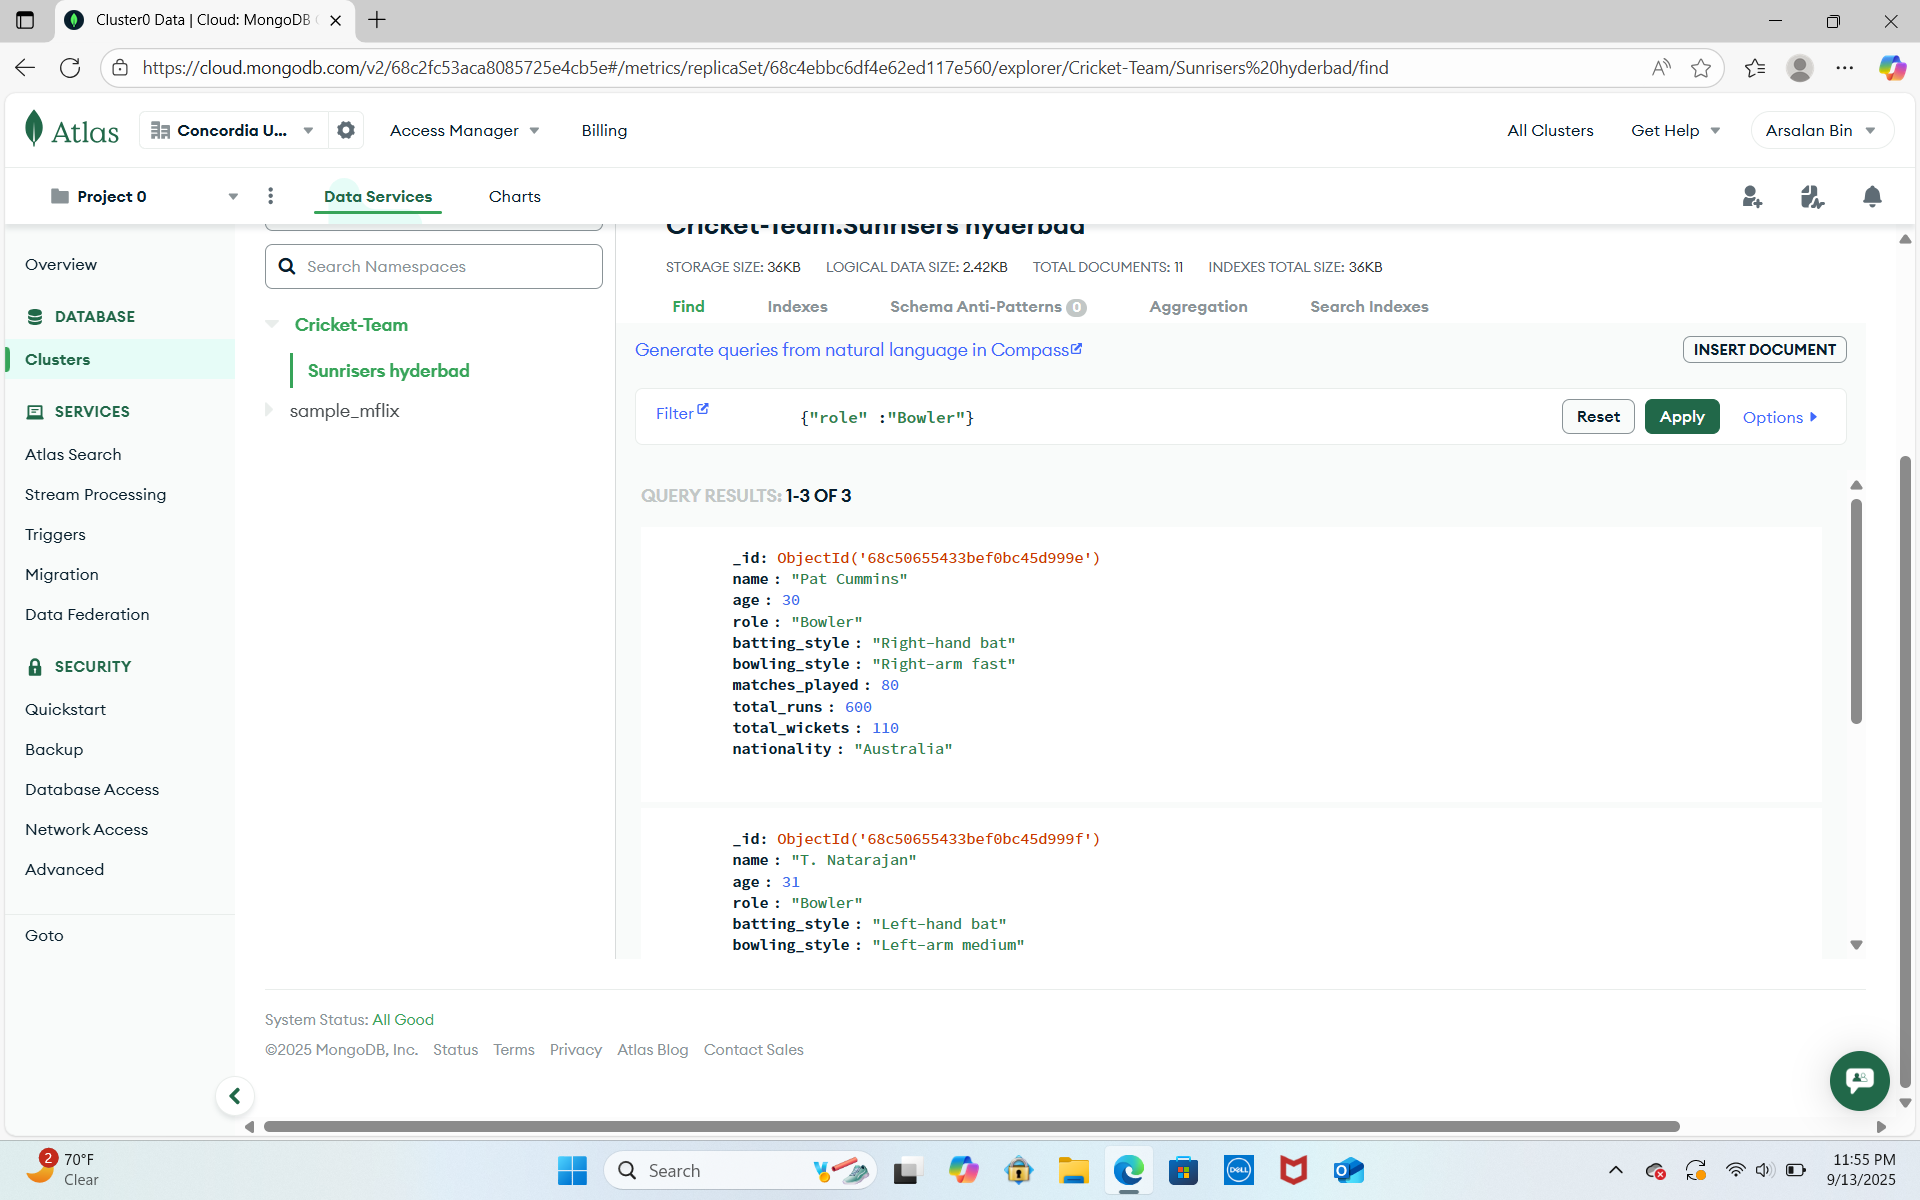 Cluster0 Data | Cloud: MongoDB
https://cloud.mongodb.com/v2/68c2fc53aca8085725e4cb5e#/metrics/replicaSet/68c4ebbc6df4e62ed117e560/explorer/Cricket-Team/Sunrisers%20hyderbad/find
Atlas
Concordia U...
Access Manager
Billing
All Clusters
Get Help
Arsalan Bin
Project 0
Data Services
Charts
Overview
DATABASE
Clusters
SERVICES
Atlas Search
Stream Processing
Triggers
Migration
Data Federation
SECURITY
Quickstart
Backup
Database Access
Network Access
Advanced
Goto
Search Namespaces
Cricket-Team
Sunrisers hyderbad
sample_mflix
Cricket-Team.Sunrisers hyderbad
STORAGE SIZE: 36KB LOGICAL DATA SIZE: 2.42KB TOTAL DOCUMENTS: 11 INDEXES TOTAL SIZE: 36KB
Find Indexes Schema Anti-Patterns 0 Aggregation Search Indexes
Generate queries from natural language in Compass
INSERT DOCUMENT
Filter
{"role" :"Bowler"}
Reset
Apply
Options
QUERY RESULTS: 1-3 OF 3
_id: ObjectId('68c50655433bef0bc45d999e')
name : "Pat Cummins"
age : 30
role : "Bowler"
batting_style : "Right-hand bat"
bowling_style : "Right-arm fast"
matches_played : 80
total_runs : 600
total_wickets : 110
nationality : "Australia"
_id: ObjectId('68c50655433bef0bc45d999f')
name : "T. Natarajan"
age : 31
role : "Bowler"
batting_style : "Left-hand bat"
bowling_style : "Left-arm medium"
System Status: All Good
©2025 MongoDB, Inc. Status Terms Privacy Atlas Blog Contact Sales
2
70°F
Clear
Search
DELL
11:55 PM
9/13/2025